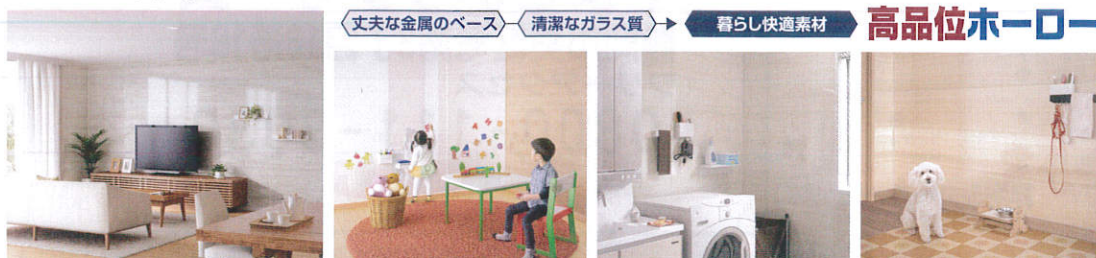 丈夫な金属のベース
清潔なガラス質
暮らし快適素材
高品位ホーロー